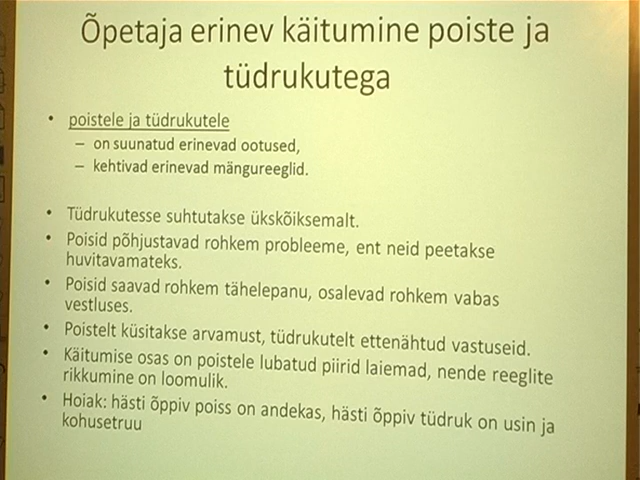 Õpetaja erinev käitumine poiste ja
tüdrukutega
• poistele ja tüdrukutele
– on suunatud erinevad ootused,
– kehtivad erinevad mängureeglid.
• Tüdrukutesse suhtutakse ükskõiksemalt.
• Poisid põhjustavad rohkem probleeme, ent neid peetakse
huvitavamateks.
• Poisid saavad rohkem tähelepanu, osalevad rohkem vabas
vestluses.
• Poistelt küsitakse arvamust, tüdrukutelt ettenähtud vastuseid.
• Käitumise osas on poistele lubatud piirid laiemad, nende reeglite
rikkumine on loomulik.
• Hoiak: hästi õppiv poiss on andekas, hästi õppiv tüdruk on usin ja
kohusetruu